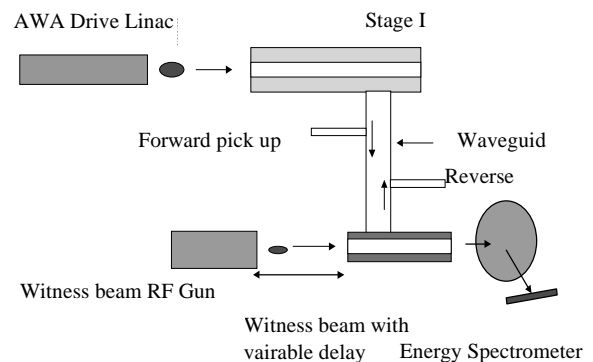 AWA Drive Linac
Stage I
Forward pick up
Waveguid
Reverse
Witness beam RF Gun
Witness beam with
vairable delay
Energy Spectrometer